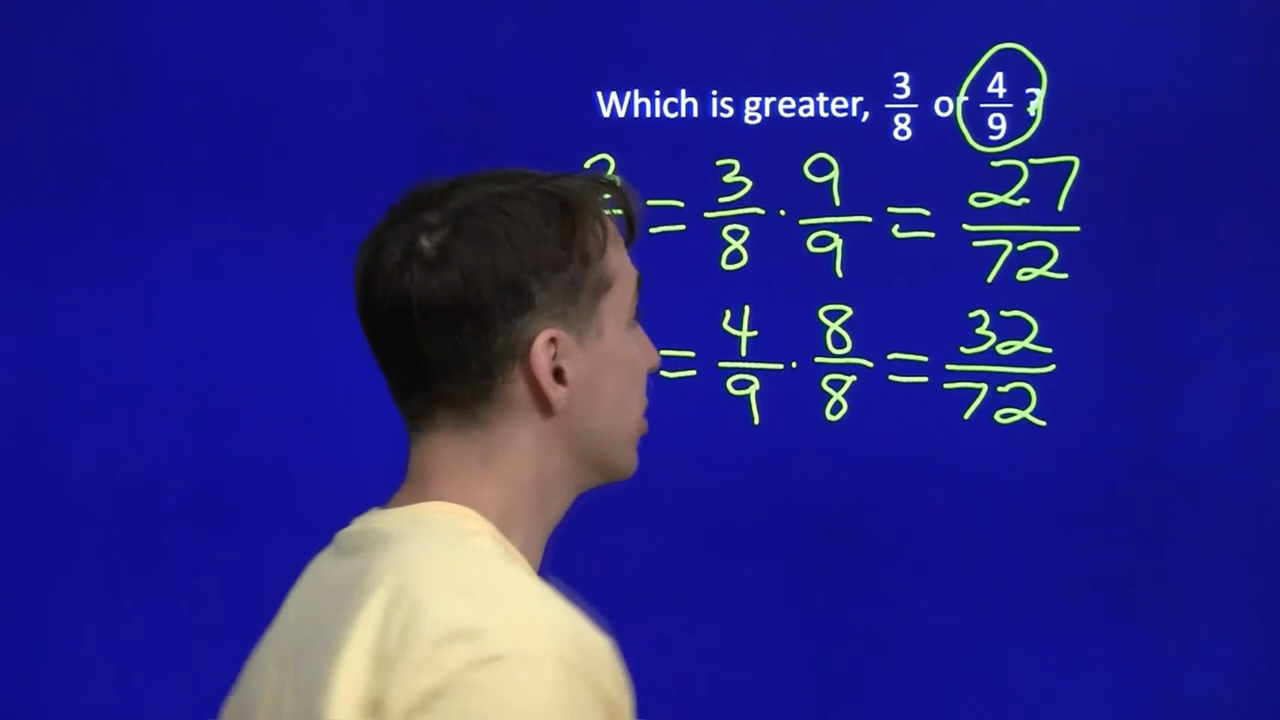 Which is greater, 3/8 or 4/9?
= 3/8 · 9/9 = 27/72
= 4/9 · 8/8 = 32/72